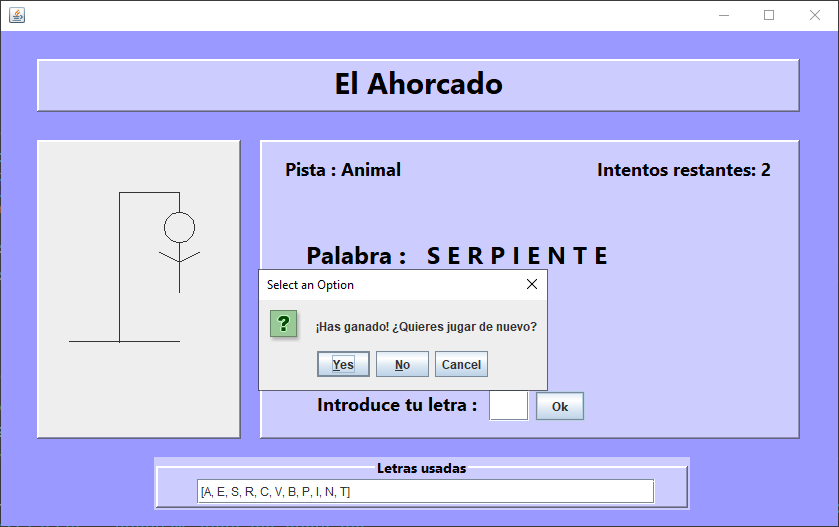 El Ahorcado
Pista : Animal
Intentos restantes: 2
Palabra : S E R P I E N T E
Select an Option
?
¡Has ganado! ¿Quieres jugar de nuevo?
Yes
No
Cancel
Introduce tu letra :
Ok
Letras usadas
[A, E, S, R, C, V, B, P, I, N, T]